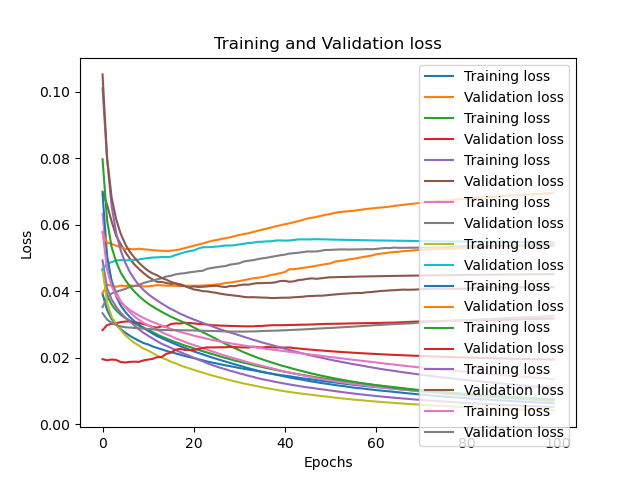 Training and Validation loss
Loss
0.10
0.08
0.06
0.04
0.02
0.00
Training loss
Validation loss
Training loss
Validation loss
Training loss
Validation loss
Training loss
Validation loss
Training loss
Validation loss
Training loss
Validation loss
Training loss
Validation loss
Training loss
Validation loss
Training loss
Validation loss
0 20 40 60 80 100
Epochs